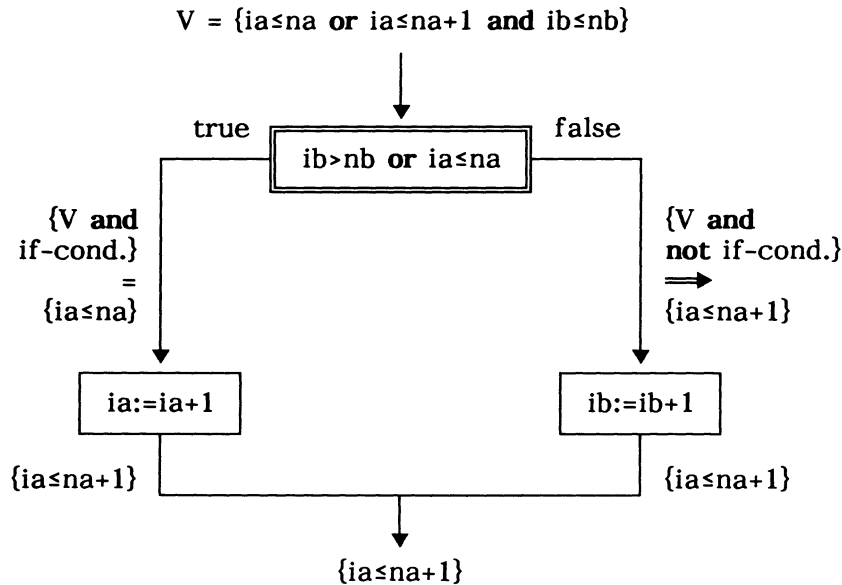 V = {ia≤na or ia≤na+1 and ib≤nb}
true
false
ib>nb or ia≤na
{V and
if-cond.}
=
{ia≤na}
{V and
not if-cond.}
⟹
{ia≤na+1}
ia:=ia+1
ib:=ib+1
{ia≤na+1}
{ia≤na+1}
{ia≤na+1}